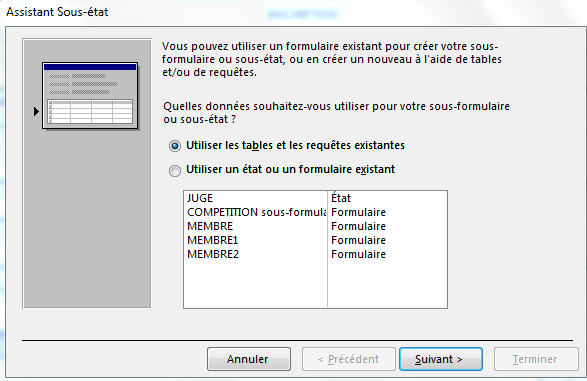 Assistant Sous-état
Vous pouvez utiliser un formulaire existant pour créer votre sous-
formulaire ou sous-état, ou en créer un nouveau à l'aide de tables
et/ou de requêtes.
Quelles données souhaitez-vous utiliser pour votre sous-formulaire
ou sous-état ?
Utiliser les tables et les requêtes existantes
Utiliser un état ou un formulaire existant
JUGE État
COMPETITION sous-formula Formulaire
MEMBRE Formulaire
MEMBRE1 Formulaire
MEMBRE2 Formulaire
Annuler < Précédent Suivant > Terminer